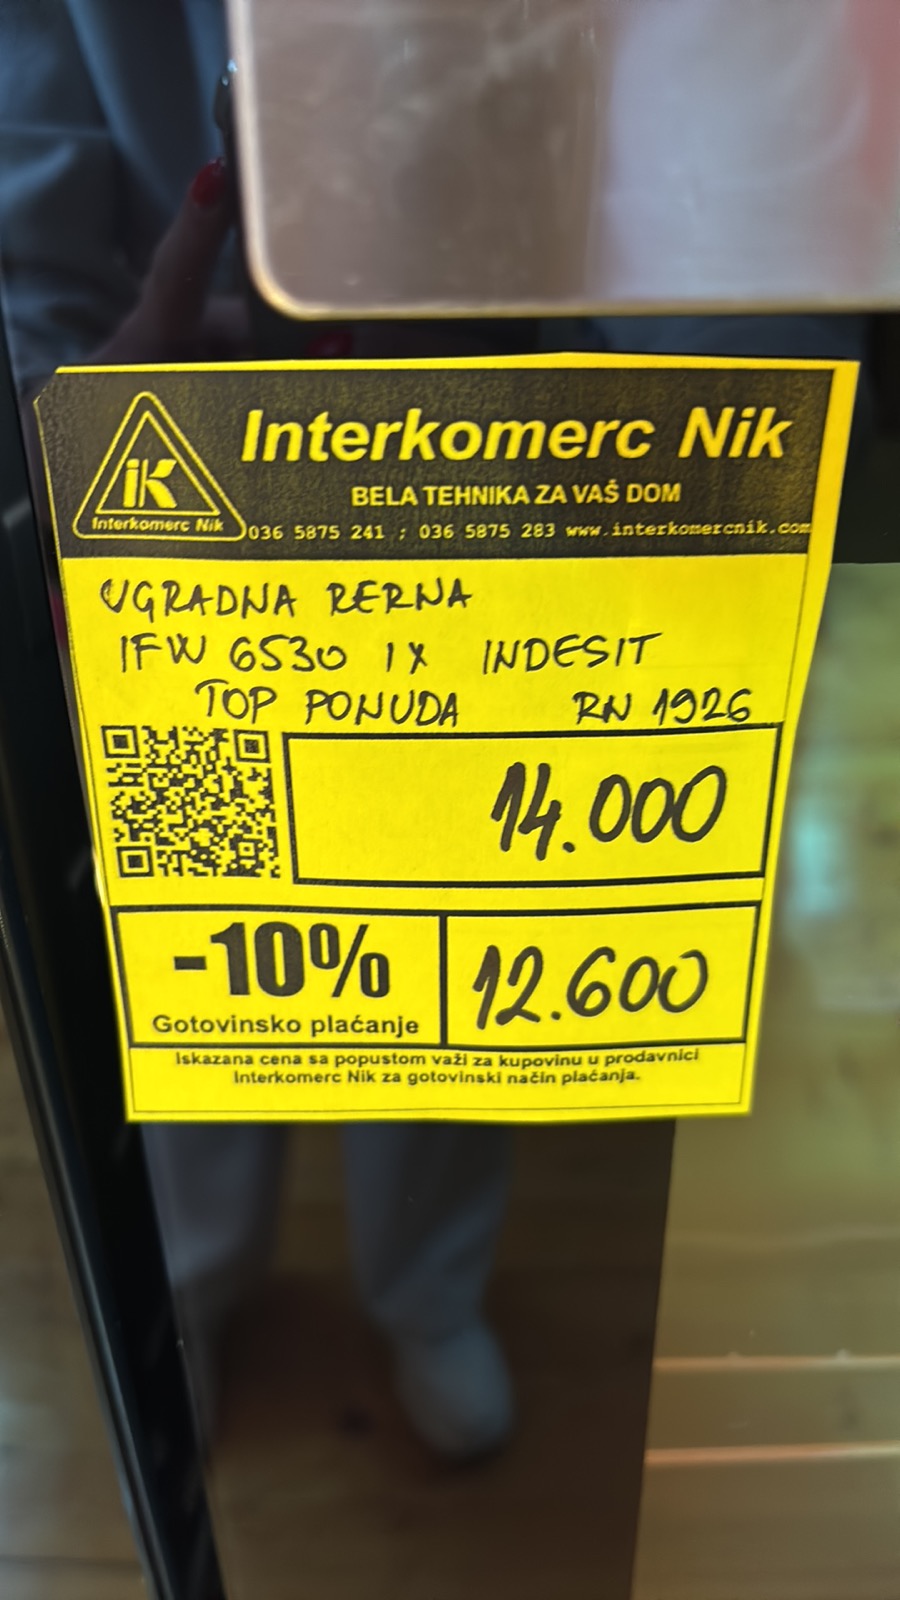 Interkomerc Nik
iK
Interkomerc Nik
BELA TEHNIKA ZA VAŠ DOM
036 5875 241 ; 036 5875 283 www.interkomercnik.com
UGRADNA RERNA
IFW 6530 IX INDESIT
TOP PONUDA RN 1926
14.000
-10%
Gotovinsko plaćanje
12.600
Iskazana cena sa popustom važi za kupovinu u prodavnici
Interkomerc Nik za gotovinski način plaćanja.